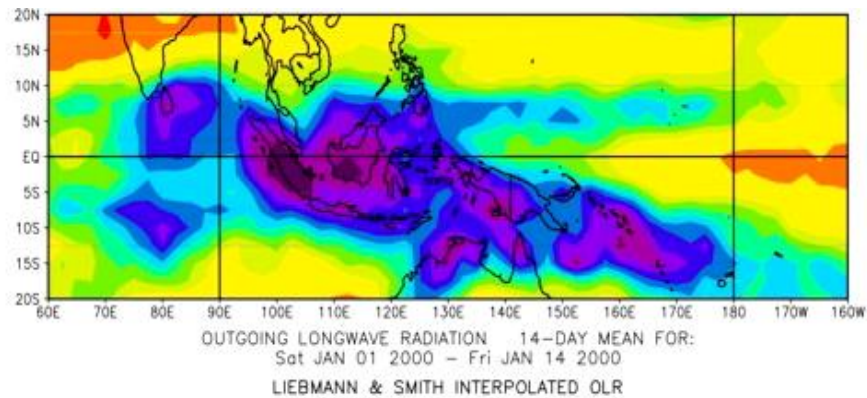 20N
15N
10N
5N
EQ
5S
10S
15S
20S
60E 70E 80E 90E 100E 110E 120E 130E 140E 150E 160E 170E 180 170W 160W
OUTGOING LONGWAVE RADIATION 14-DAY MEAN FOR:
Sat JAN 01 2000 - Fri JAN 14 2000
LIEBMANN & SMITH INTERPOLATED OLR